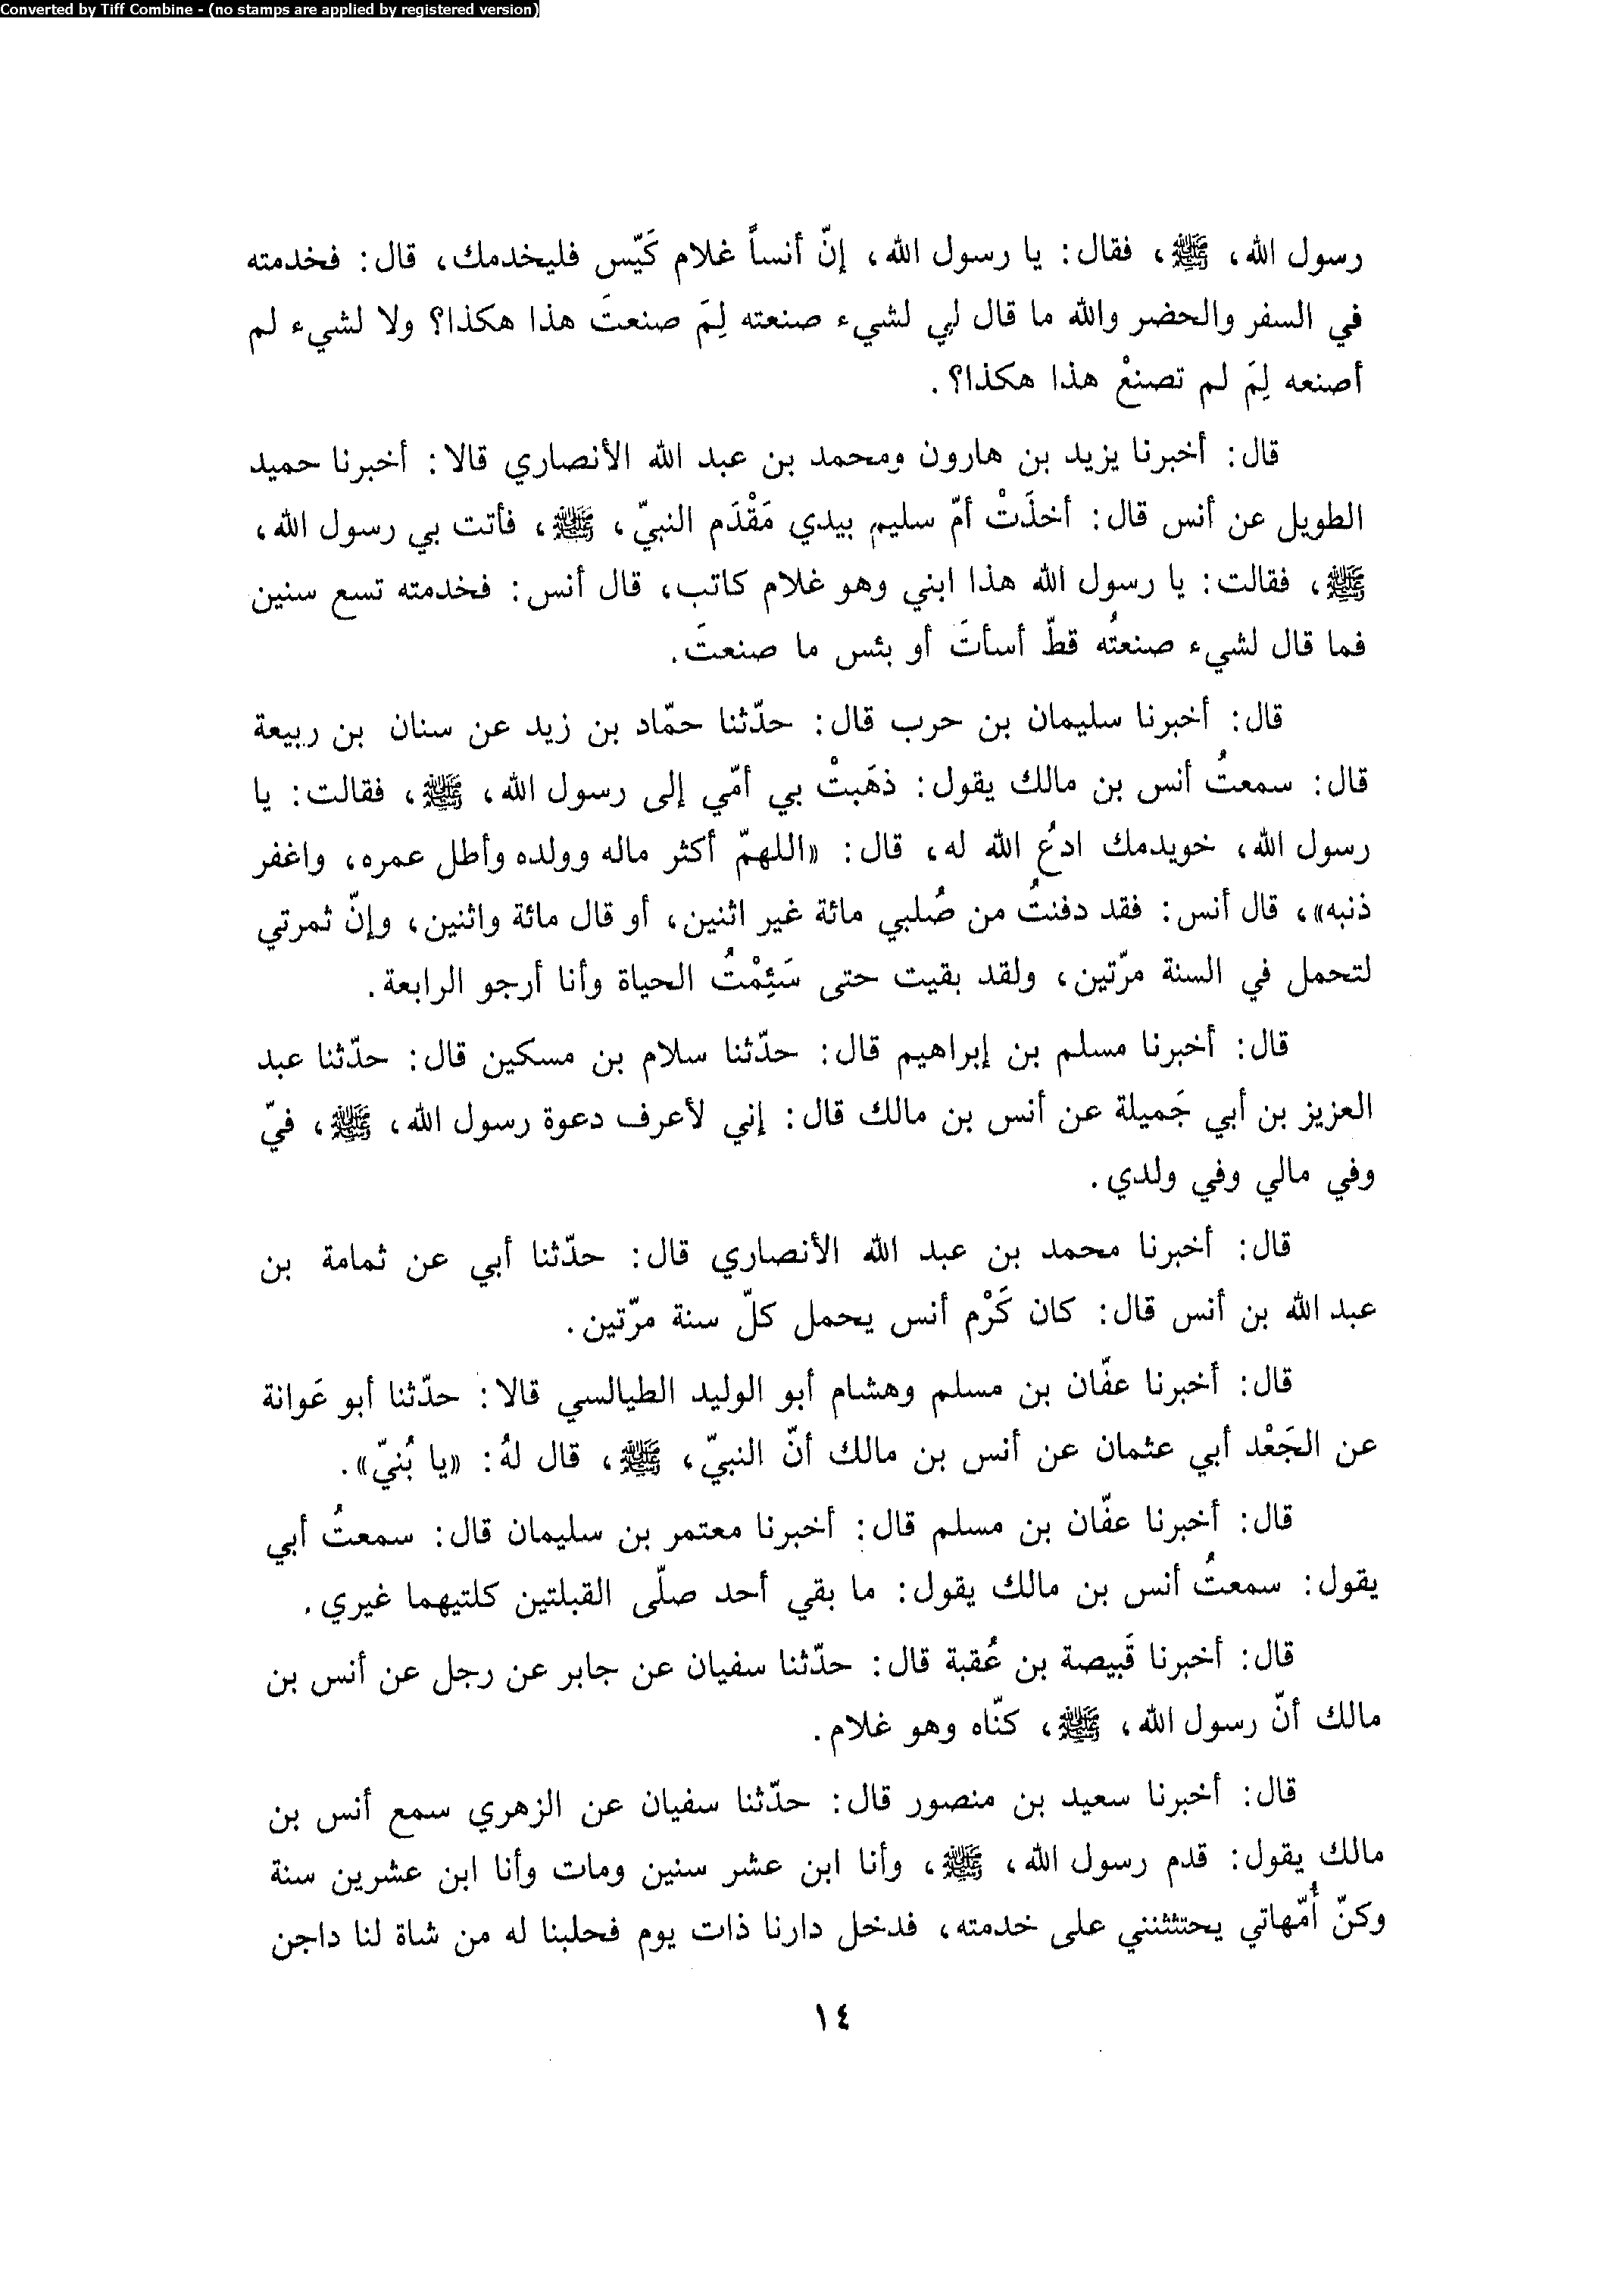 Converted by Tiff Combine - (no stamps are applied by registered version)
رسول الله، ﷺ، فقال: يا رسول الله، إنّ أنساً غلام كَيّس فليخدمك، قال: فخدمته
في السفر والحضر والله ما قال لي لشيء صنعته لِمَ صنعتَ هذا هكذا؟ ولا لشيء لم
أصنعه لِمَ لم تصنعْ هذا هكذا؟.
قال: أخبرنا يزيد بن هارون ومحمد بن عبد الله الأنصاري قالا: أخبرنا حميد
الطويل عن أنس قال: أخذَتْ أمّ سليم بيدي مَقْدَم النبيّ، ﷺ، فأتت بي رسول الله،
ﷺ، فقالت: يا رسول الله هذا ابني وهو غلام كاتب، قال أنس: فخدمته تسع سنين
فما قال لشيء صنعتُه قطّ أسأتَ أو بئس ما صنعتَ.
قال: أخبرنا سليمان بن حرب قال: حدّثنا حمّاد بن زيد عن سنان بن ربيعة
قال: سمعتُ أنس بن مالك يقول: ذهَبتْ بي أمّي إلى رسول الله، ﷺ، فقالت: يا
رسول الله، خويدمك ادعُ الله له، قال: «اللهمّ أكثر ماله وولده وأطل عمره، واغفر
ذنبه»، قال أنس: فقد دفنتُ من صُلبي مائة غير اثنين، أو قال مائة واثنين، وإنّ ثمرتي
لتحمل في السنة مرّتين، ولقد بقيت حتى سَئِمْتُ الحياة وأنا أرجو الرابعة.
قال: أخبرنا مسلم بن إبراهيم قال: حدّثنا سلام بن مسكين قال: حدّثنا عبد
العزيز بن أبي جَميلة عن أنس بن مالك قال: إني لأعرف دعوة رسول الله، ﷺ، فيّ
وفي مالي وفي ولدي.
قال: أخبرنا محمد بن عبد الله الأنصاري قال: حدّثنا أبي عن ثمامة بن
عبد الله بن أنس قال: كان كَرْم أنس يحمل كلّ سنة مرّتين.
قال: أخبرنا عفّان بن مسلم وهشام أبو الوليد الطيالسي قالا: حدّثنا أبو عَوانة
عن الجَعْد أبي عثمان عن أنس بن مالك أنّ النبيّ، ﷺ، قال لهُ: «يا بُنيّ».
قال: أخبرنا عفّان بن مسلم قال: أخبرنا معتمر بن سليمان قال: سمعتُ أبي
يقول: سمعتُ أنس بن مالك يقول: ما بقي أحد صلّى القبلتين كلتيهما غيري.
قال: أخبرنا قَبيصة بن عُقبة قال: حدّثنا سفيان عن جابر عن رجل عن أنس بن
مالك أنّ رسول الله، ﷺ، كنّاه وهو غلام.
قال: أخبرنا سعيد بن منصور قال: حدّثنا سفيان عن الزهري سمع أنس بن
مالك يقول: قدم رسول الله، ﷺ، وأنا ابن عشر سنين ومات وأنا ابن عشرين سنة
وكنّ أُمّهاتي يحتثثنني على خدمته، فدخل دارنا ذات يوم فحلبنا له من شاة لنا داجن
١٤